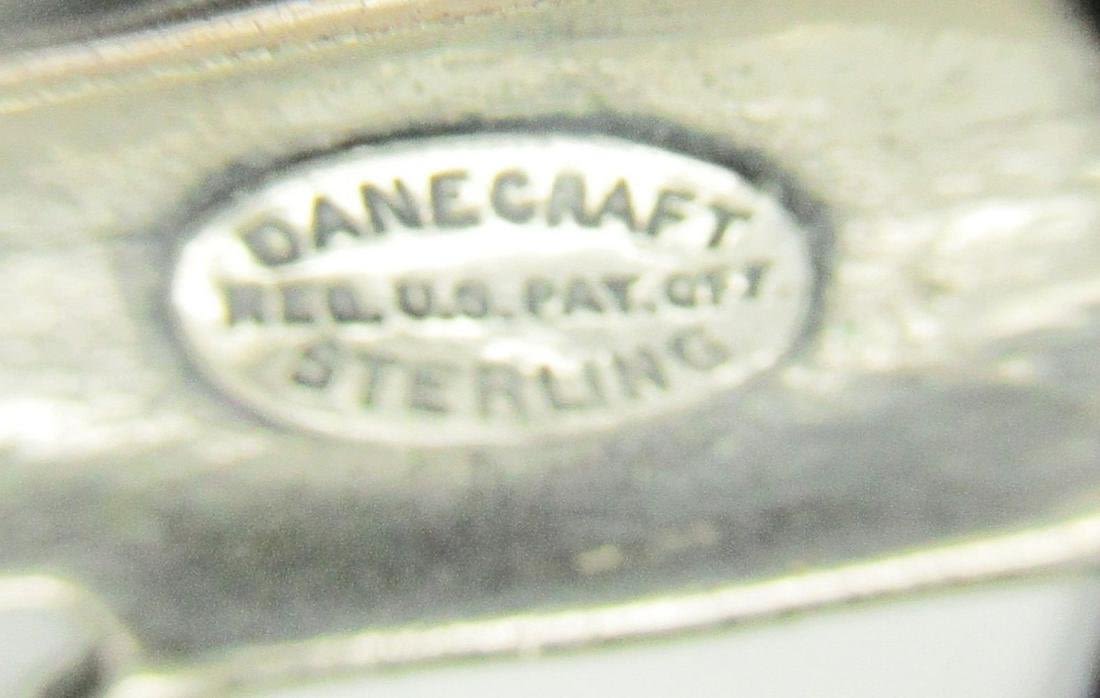 DANECRAFT
REG. U.S. PAT. OFF
STERLING